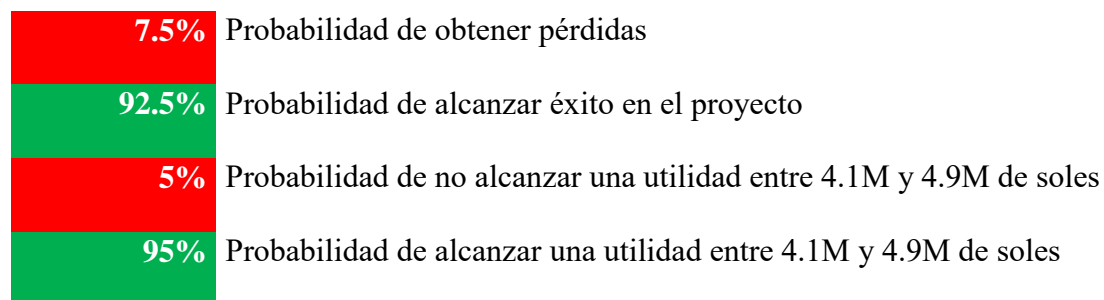 7.5% Probabilidad de obtener pérdidas
92.5% Probabilidad de alcanzar éxito en el proyecto
5% Probabilidad de no alcanzar una utilidad entre 4.1M y 4.9M de soles
95% Probabilidad de alcanzar una utilidad entre 4.1M y 4.9M de soles